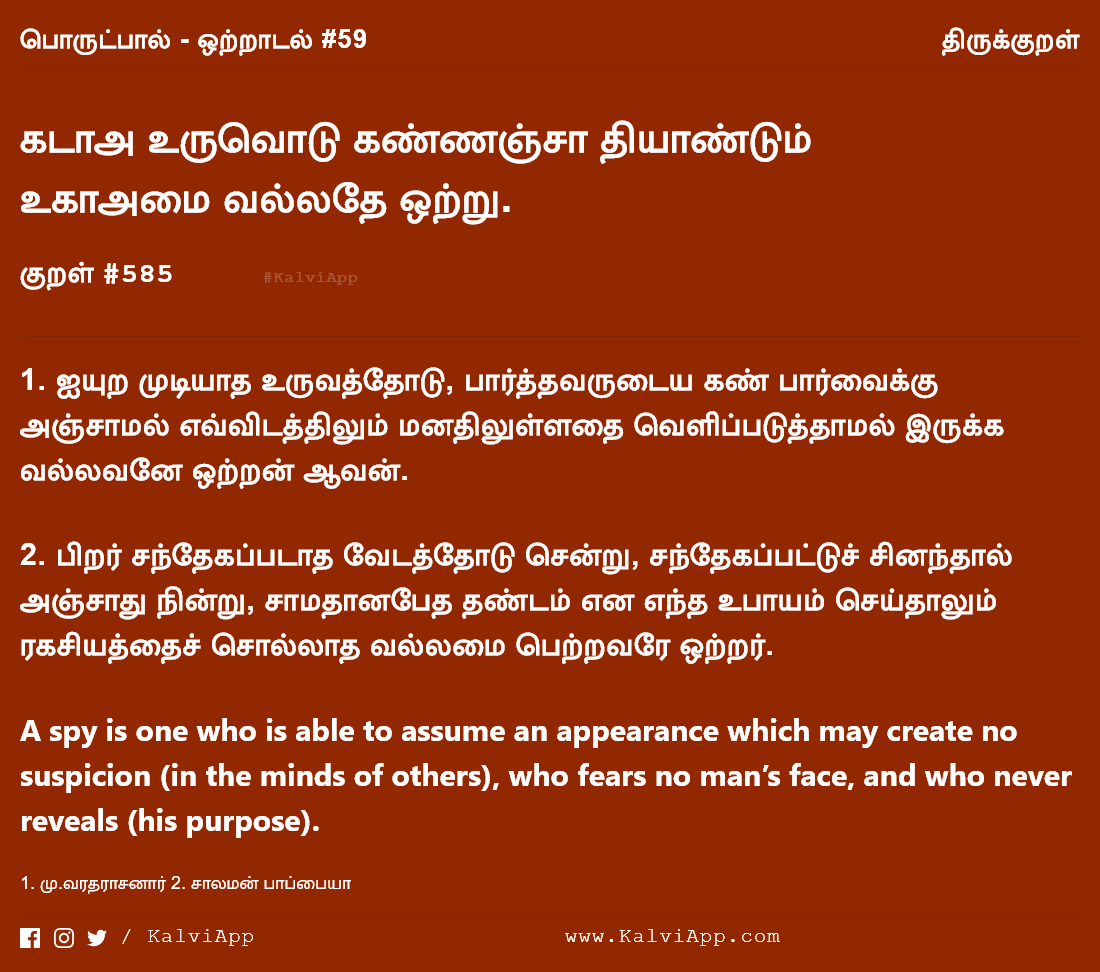 பொருட்பால் - ஒற்றாடல் #59 திருக்குறள்
கடாஅ உருவொடு கண்ணஞ்சா தியாண்டும்
உகாஅமை வல்லதே ஒற்று.
குறள் #585 #KalviApp
1. ஐயுற முடியாத உருவத்தோடு, பார்த்தவருடைய கண் பார்வைக்கு
அஞ்சாமல் எவ்விடத்திலும் மனதிலுள்ளதை வெளிப்படுத்தாமல் இருக்க
வல்லவனே ஒற்றன் ஆவன்.
2. பிறர் சந்தேகப்படாத வேடத்தோடு சென்று, சந்தேகப்பட்டுச் சினந்தால்
அஞ்சாது நின்று, சாமதானபேத தண்டம் என எந்த உபாயம் செய்தாலும்
ரகசியத்தைச் சொல்லாத வல்லமை பெற்றவரே ஒற்றர்.
A spy is one who is able to assume an appearance which may create no
suspicion (in the minds of others), who fears no man’s face, and who never
reveals (his purpose).
1. மு.வரதராசனார் 2. சாலமன் பாப்பையா
/ KalviApp www.KalviApp.com